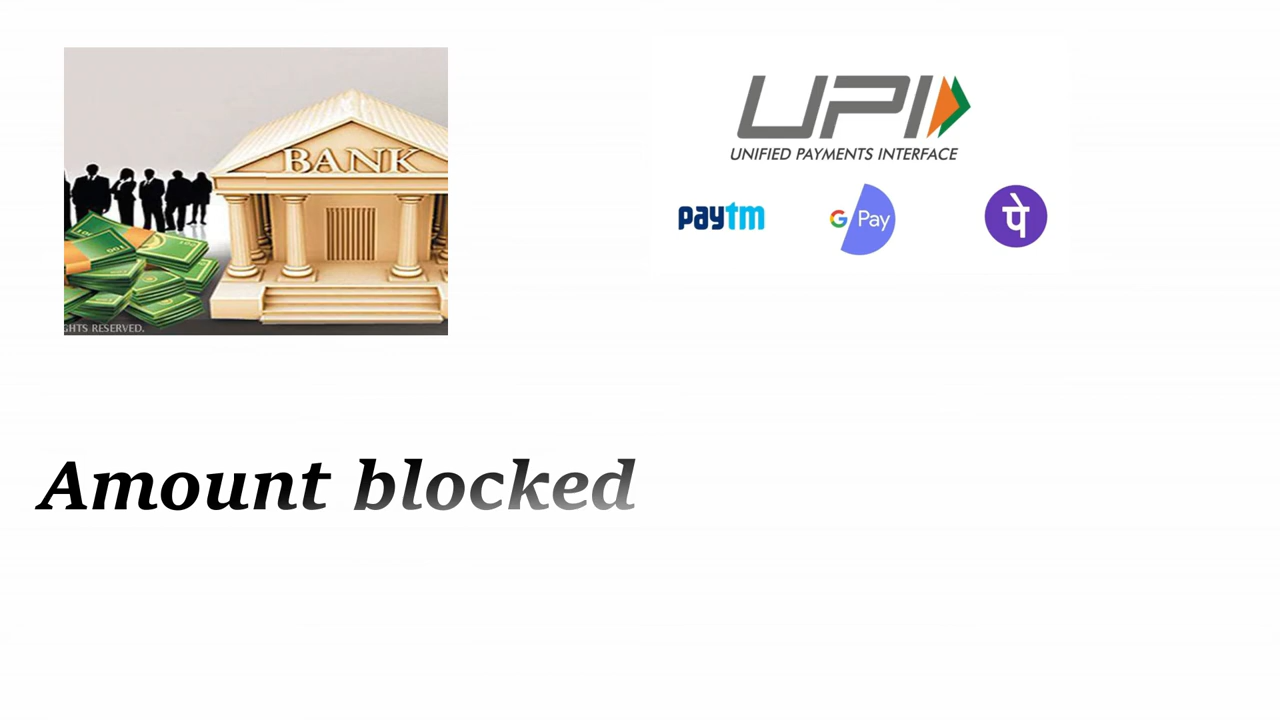 BANK
GHTS RESERVED.
UPI
UNIFIED PAYMENTS INTERFACE
paytm
G Pay
पे
Amount blocked